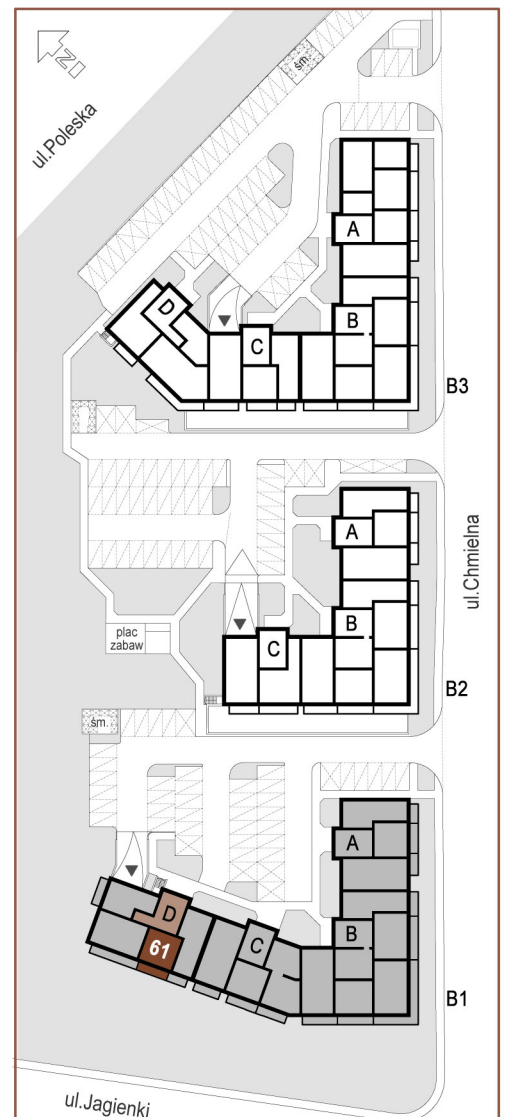 N
ul.Poleska
śm.
A
D
B
C
B3
A
ul.Chmielna
B
C
plac
zabaw
B2
śm.
A
D
61
C
B
B1
ul.Jagienki